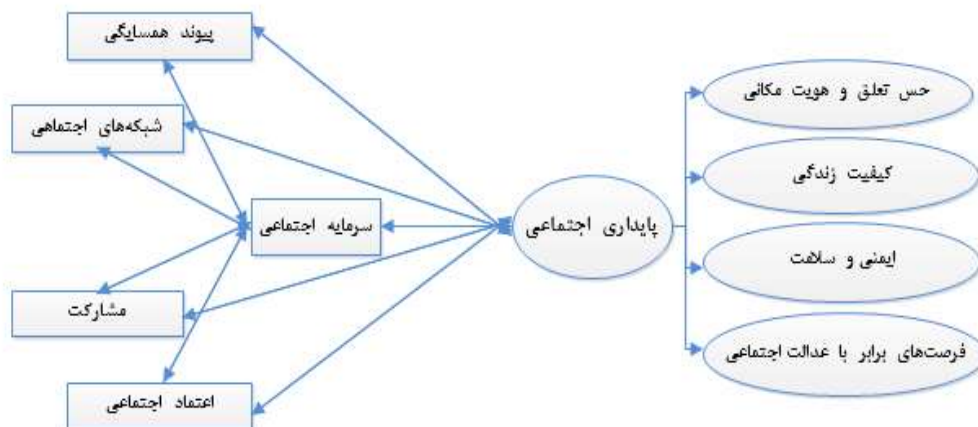 پیوند همسایگی
شبکه‌های اجتماهی
سرمایه اجتماعی
مشارکت
اعتماد اجتماعی
پایداری اجتماعی
حس تعلق و هویت مکانی
کیفیت زندگی
ایمنی و سلامت
فرصت‌های برابر با عدالت اجتماعی